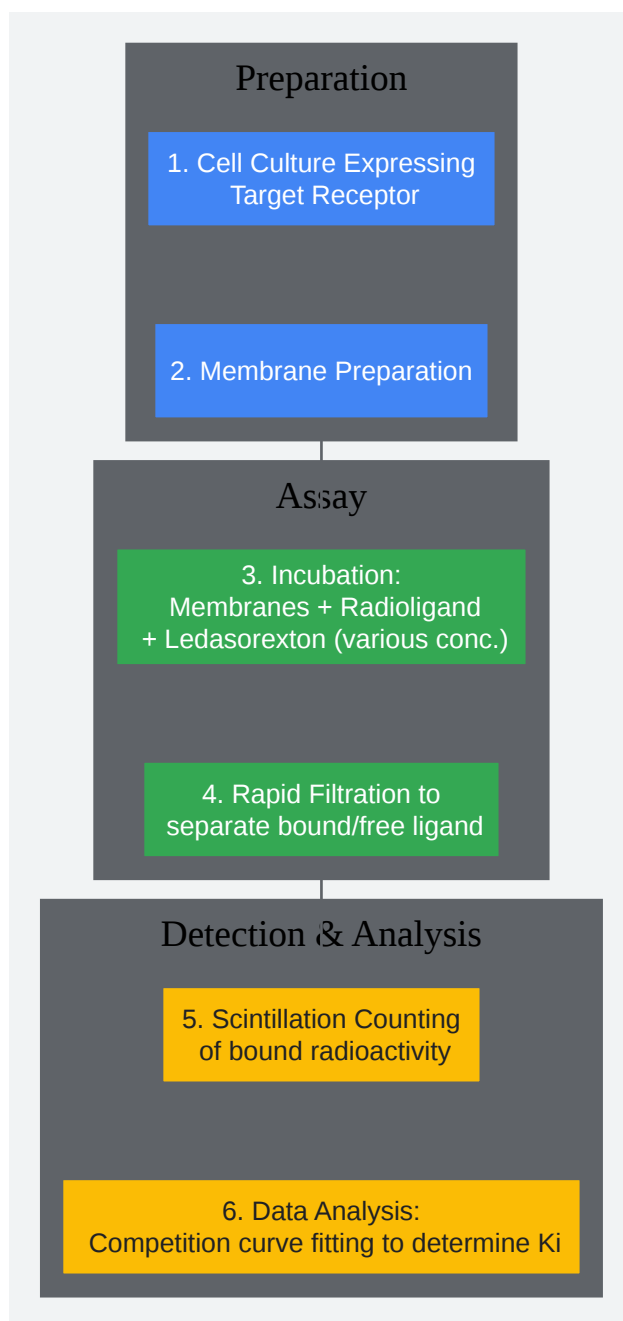 Preparation
1. Cell Culture Expressing
Target Receptor
2. Membrane Preparation
Assay
3. Incubation:
Membranes + Radioligand
+ Ledasorexton (various conc.)
4. Rapid Filtration to
separate bound/free ligand
Detection & Analysis
5. Scintillation Counting
of bound radioactivity
6. Data Analysis:
Competition curve fitting to determine Ki